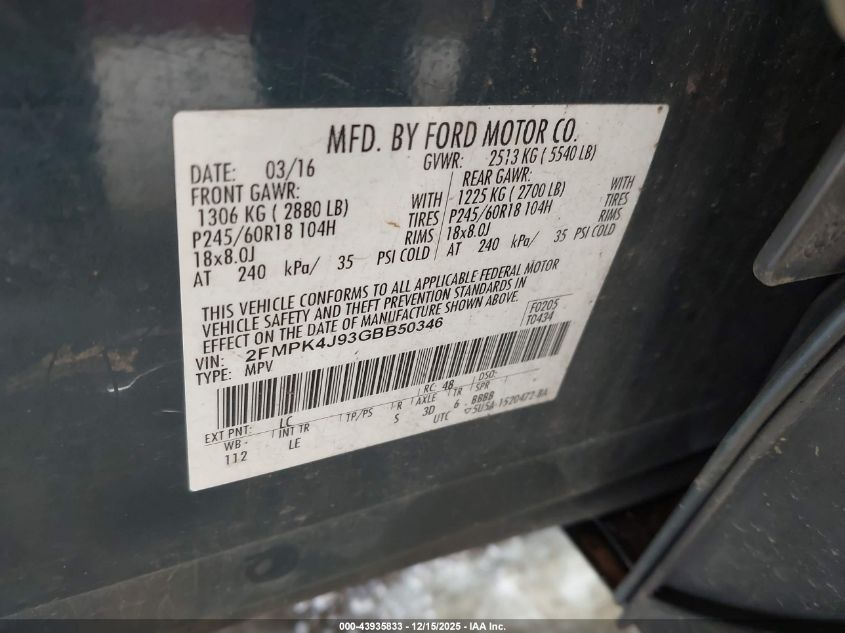 MFD. BY FORD MOTOR CO.
DATE: 03/16 GVWR: 2513 KG ( 5540 LB)
FRONT GAWR: REAR GAWR:
1306 KG ( 2880 LB) WITH 1225 KG ( 2700 LB) WITH
P245/60R18 104H TIRES P245/60R18 104H TIRES
18x8.0J RIMS 18x8.0J RIMS
AT 240 kPa/ 35 PSI COLD AT 240 kPa/ 35 PSI COLD
THIS VEHICLE CONFORMS TO ALL APPLICABLE FEDERAL MOTOR
VEHICLE SAFETY AND THEFT PREVENTION STANDARDS IN
EFFECT ON THE DATE OF MANUFACTURE SHOWN ABOVE.
F0205
T0434
VIN: 2FMPK4J93GBB50346
TYPE: MPV
EXT PNT: LC RC: 48 DSO:
WB INT TR TP/PS R AXLE TR SPR
112 LE S 3D 6 BBBB
UTC 5U5A-1520472-BA
000-43935833 - 12/15/2025 - IAA Inc.